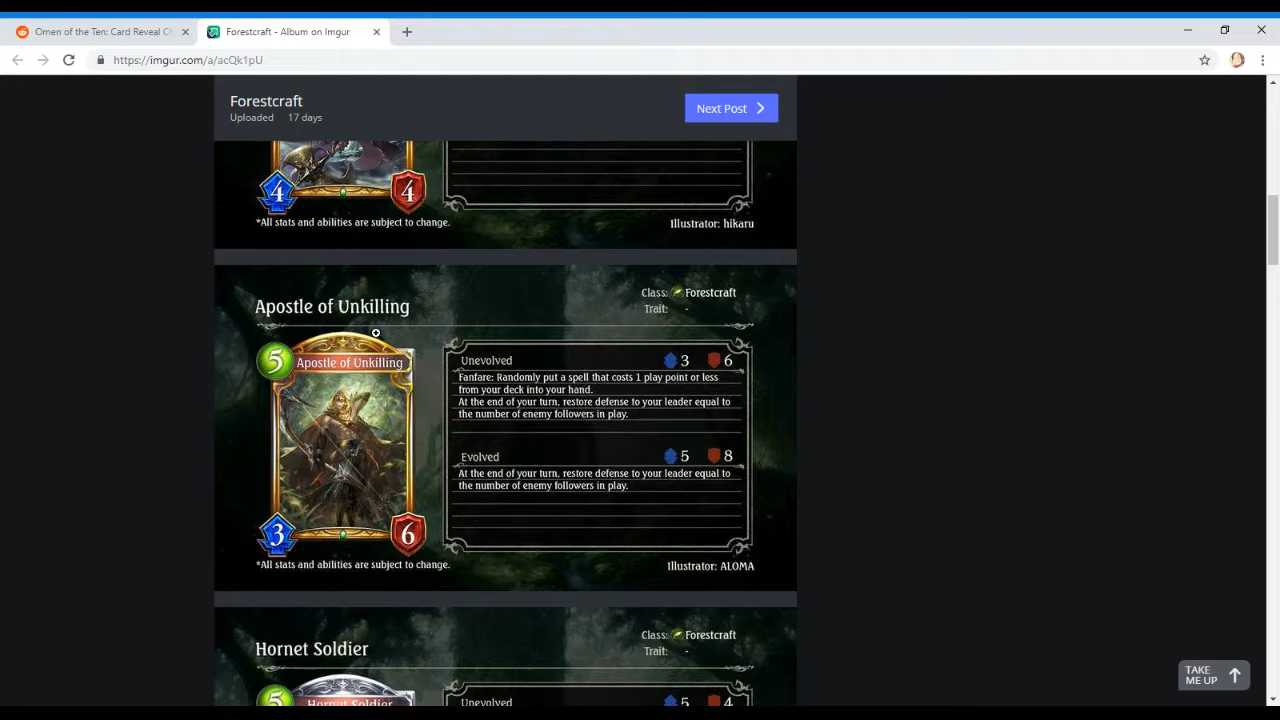 Omen of the Ten: Card Reveal Ch
Forestcraft - Album on Imgur
https://imgur.com/a/acQk1pU
Forestcraft
Uploaded 17 days
Next Post
4
4
*All stats and abilities are subject to change.
Illustrator: hikaru
Apostle of Unkilling
Class: Forestcraft
Trait: -
5
Apostle of Unkilling
3
6
Unevolved 3 6
Fanfare: Randomly put a spell that costs 1 play point or less
from your deck into your hand.
At the end of your turn, restore defense to your leader equal to
the number of enemy followers in play.
Evolved 5 8
At the end of your turn, restore defense to your leader equal to
the number of enemy followers in play.
*All stats and abilities are subject to change.
Illustrator: ALOMA
Hornet Soldier
Class: Forestcraft
Trait: -
5
Hornet Soldier
Unevolved 5 4
TAKE
ME UP